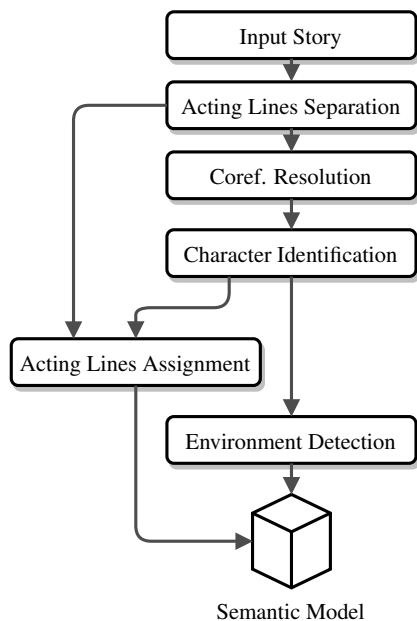 Input Story
Acting Lines Separation
Coref. Resolution
Character Identification
Acting Lines Assignment
Environment Detection
Semantic Model